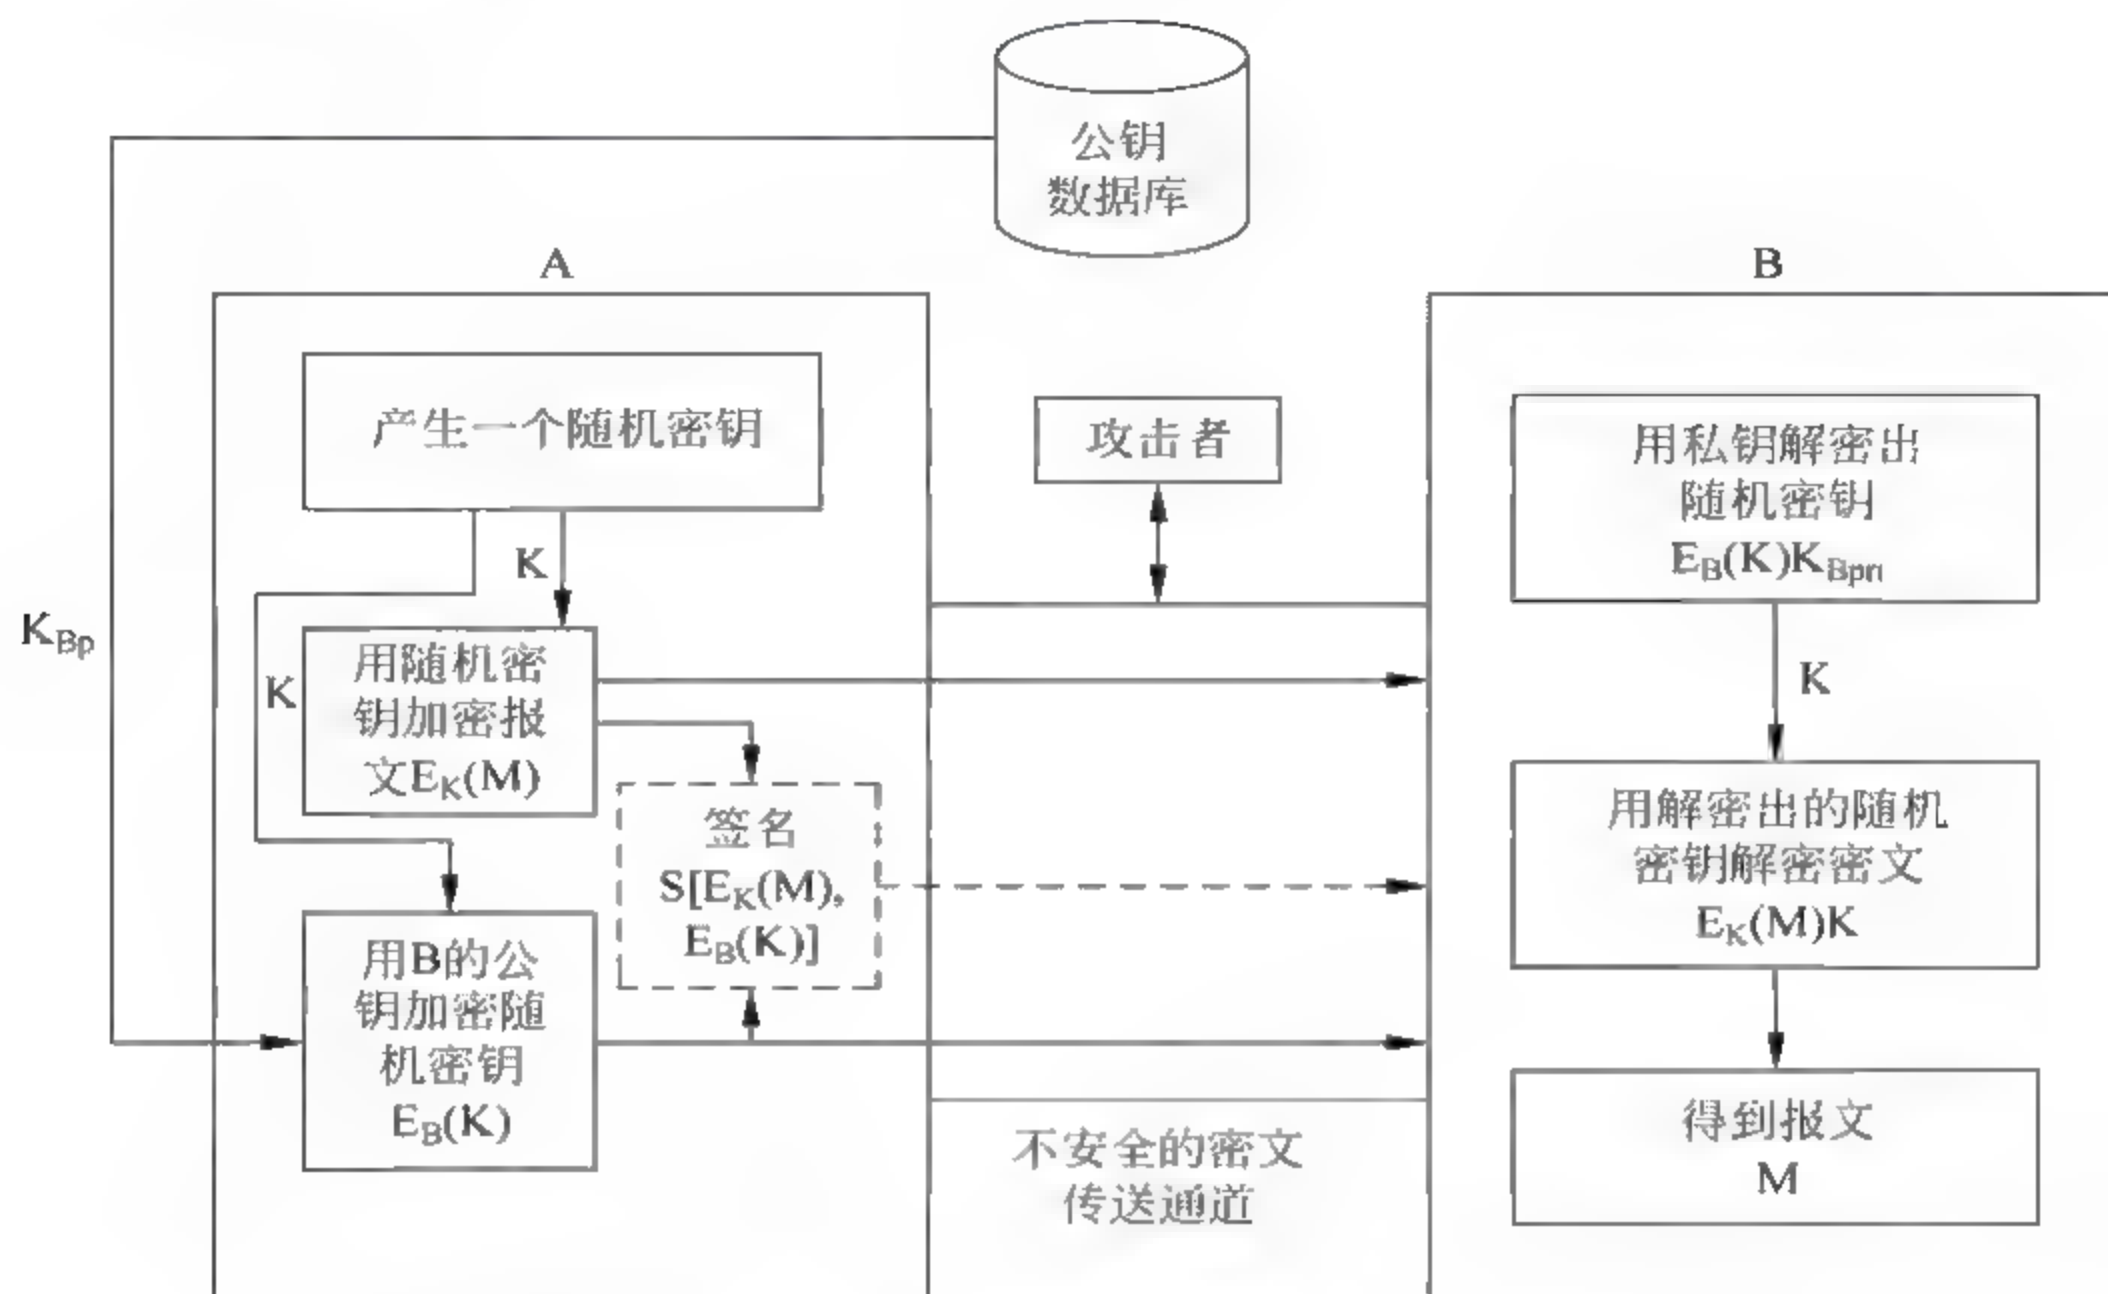 公钥
数据库
A
B
产生一个随机密钥
攻击者
用私钥解密出
随机密钥
E_B(K)K_Bpri
K
K_Bp
K
用随机密
钥加密报
文E_K(M)
K
签名
S[E_K(M),
E_B(K)]
用解密出的随机
密钥解密密文
E_K(M)K
用B的公
钥加密随
机密钥
E_B(K)
不安全的密文
传送通道
得到报文
M